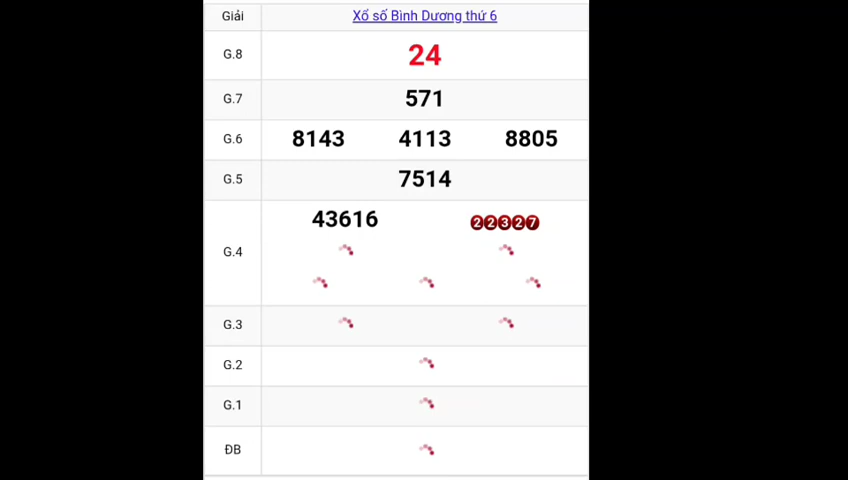 Giải Xổ số Bình Dương thứ 6
G.8 24
G.7 571
G.6 8143 4113 8805
G.5 7514
43616 22327
G.4
G.3
G.2
G.1
ĐB